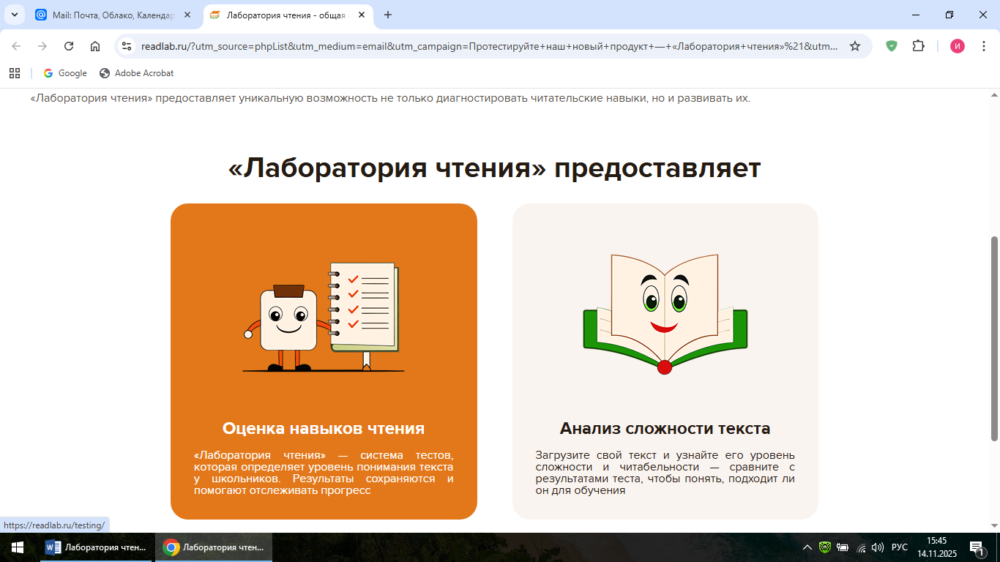 Mail: Почта, Облако, Календар
Лаборатория чтения - общая
readlab.ru/?utm_source=phpList&utm_medium=email&utm_campaign=Протестируйте+наш+новый+продукт+—+«Лаборатория+чтения»%21&utm...
И
Google
Adobe Acrobat
«Лаборатория чтения» предоставляет уникальную возможность не только диагностировать читательские навыки, но и развивать их.
«Лаборатория чтения» предоставляет
Оценка навыков чтения
«Лаборатория чтения» — система тестов,
которая определяет уровень понимания текста
у школьников. Результаты сохраняются и
помогают отслеживать прогресс
Анализ сложности текста
Загрузите свой текст и узнайте его уровень
сложности и читабельности — сравните с
результатами теста, чтобы понять, подходит ли
он для обучения
https://readlab.ru/testing/
Лаборатория чтен...
Лаборатория чтен...
РУС
15:45
14.11.2025
1